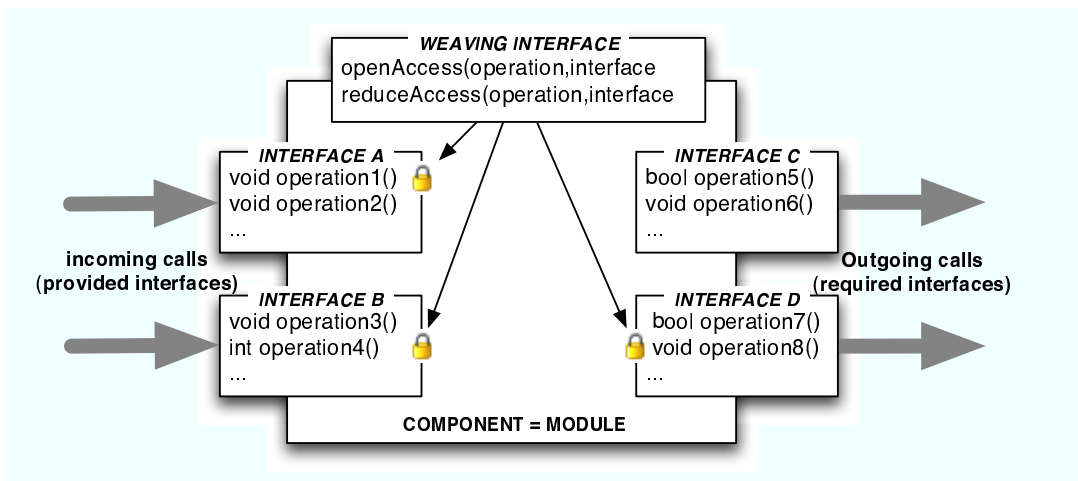 WEAVING INTERFACE
openAccess(operation,interface
reduceAccess(operation,interface
INTERFACE A
void operation1()
void operation2()
...
INTERFACE C
bool operation5()
void operation6()
...
incoming calls
(provided interfaces)
Outgoing calls
(required interfaces)
INTERFACE B
void operation3()
int operation4()
...
INTERFACE D
bool operation7()
void operation8()
...
COMPONENT = MODULE